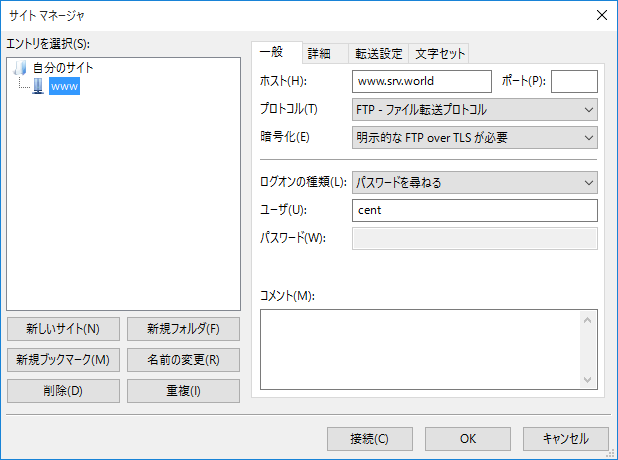 サイト マネージャ
エントリを選択(S):
自分のサイト
www
新しいサイト(N)
新規フォルダ(F)
新規ブックマーク(M)
名前の変更(R)
削除(D)
重複(I)
一般
詳細
転送設定
文字セット
ホスト(H):
www.srv.world
ポート(P):
プロトコル(T)
FTP - ファイル転送プロトコル
暗号化(E)
明示的な FTP over TLS が必要
ログオンの種類(L):
パスワードを尋ねる
ユーザ(U):
cent
パスワード(W):
コメント(M):
接続(C)
OK
キャンセル